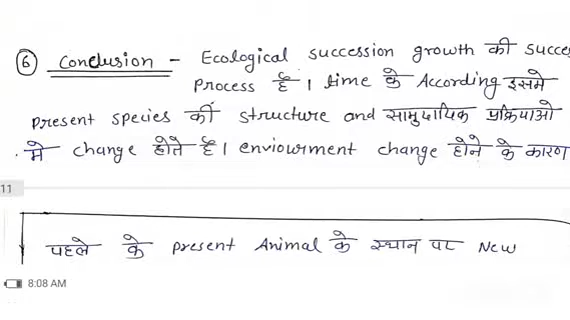 ⑥ Conclusion - Ecological succession growth की succes
Process है। time के According इसमे
present species की structure and सामुदायिक प्रक्रियाओ
मे change होते है। enviourment change होने के कारण
11
पहले के present Animal के स्थान पर New
8:08 AM